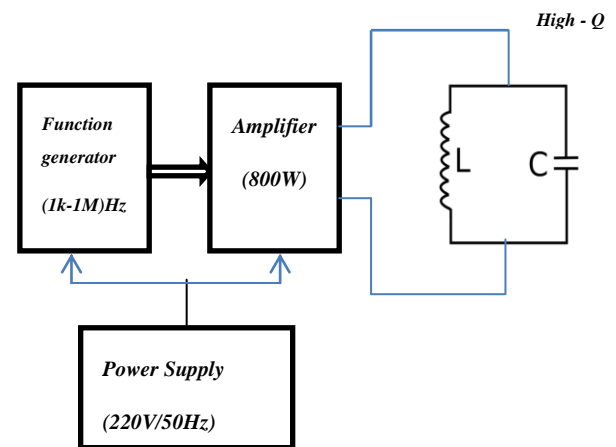 High - Q
Function
generator
(1k-1M)Hz
Amplifier
(800W)
L
C
Power Supply
(220V/50Hz)